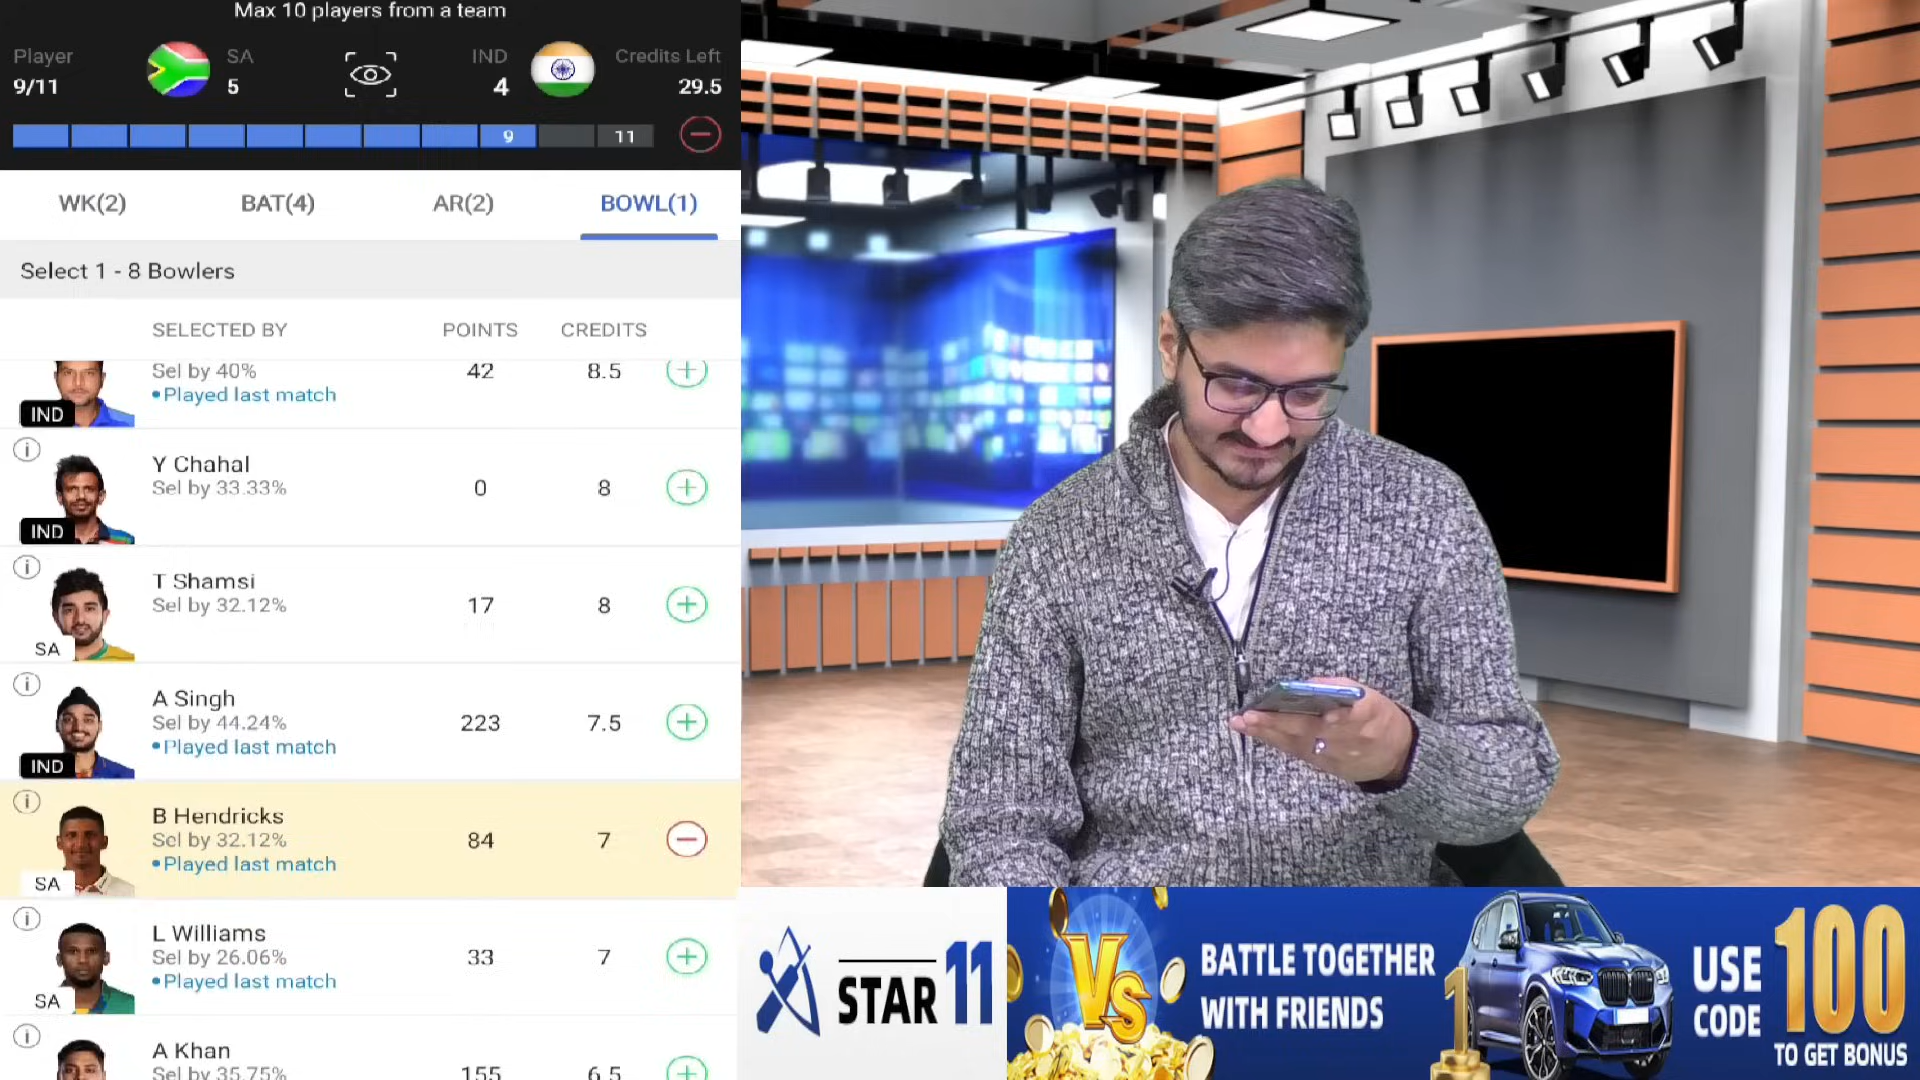 Max 10 players from a team
Player
SA
IND
Credits Left
9/11
5
4
29.5
9
11
WK(2)
BAT(4)
AR(2)
BOWL(1)
Select 1 - 8 Bowlers
SELECTED BY
POINTS
CREDITS
Sel by 40%
42
8.5
•Played last match
IND
i
Y Chahal
Sel by 33.33%
0
8
IND
i
T Shamsi
Sel by 32.12%
17
8
SA
i
A Singh
Sel by 44.24%
223
7.5
•Played last match
IND
i
B Hendricks
Sel by 32.12%
84
7
•Played last match
SA
i
L Williams
Sel by 26.06%
33
7
•Played last match
SA
i
A Khan
Sel by 35.75%
155
6.5
STAR 11
VS
BATTLE TOGETHER
WITH FRIENDS
1
USE
CODE
100
TO GET BONUS